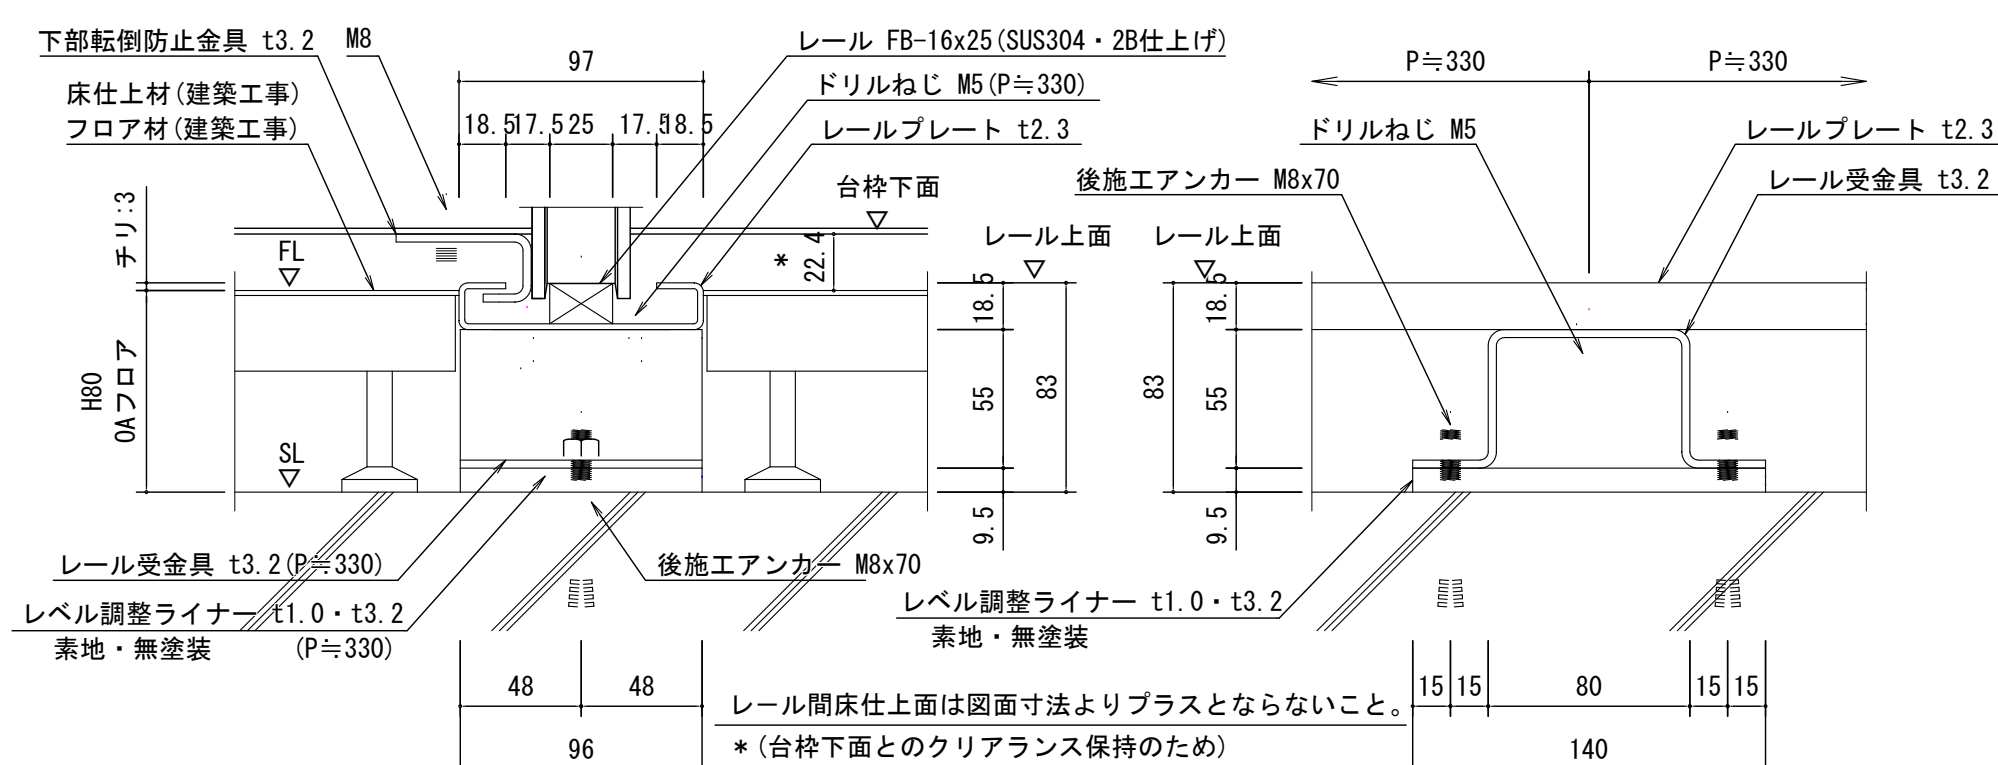 下部転倒防止金具 t3.2
M8
床仕上材(建築工事)
フロア材(建築工事)
97
18.5
17.5
25
17.5
18.5
レール FB-16x25(SUS304・2B仕上げ)
ドリルねじ M5(P≒330)
レールプレート t2.3
台枠下面
チリ:3
FL
*
22.4
レール上面
H80
OAフロア
SL
18.5
55
83
9.5
レール受金具 t3.2(P≒330)
後施工アンカー M8x70
レベル調整ライナー t1.0・t3.2
素地・無塗装
(P≒330)
48
48
96
P≒330
P≒330
ドリルねじ M5
レールプレート t2.3
後施工アンカー M8x70
レール受金具 t3.2
レール上面
18.5
83
55
9.5
レベル調整ライナー t1.0・t3.2
素地・無塗装
15
15
80
15
15
140
レール間床仕上面は図面寸法よりプラスとならないこと。
*(台枠下面とのクリアランス保持のため)